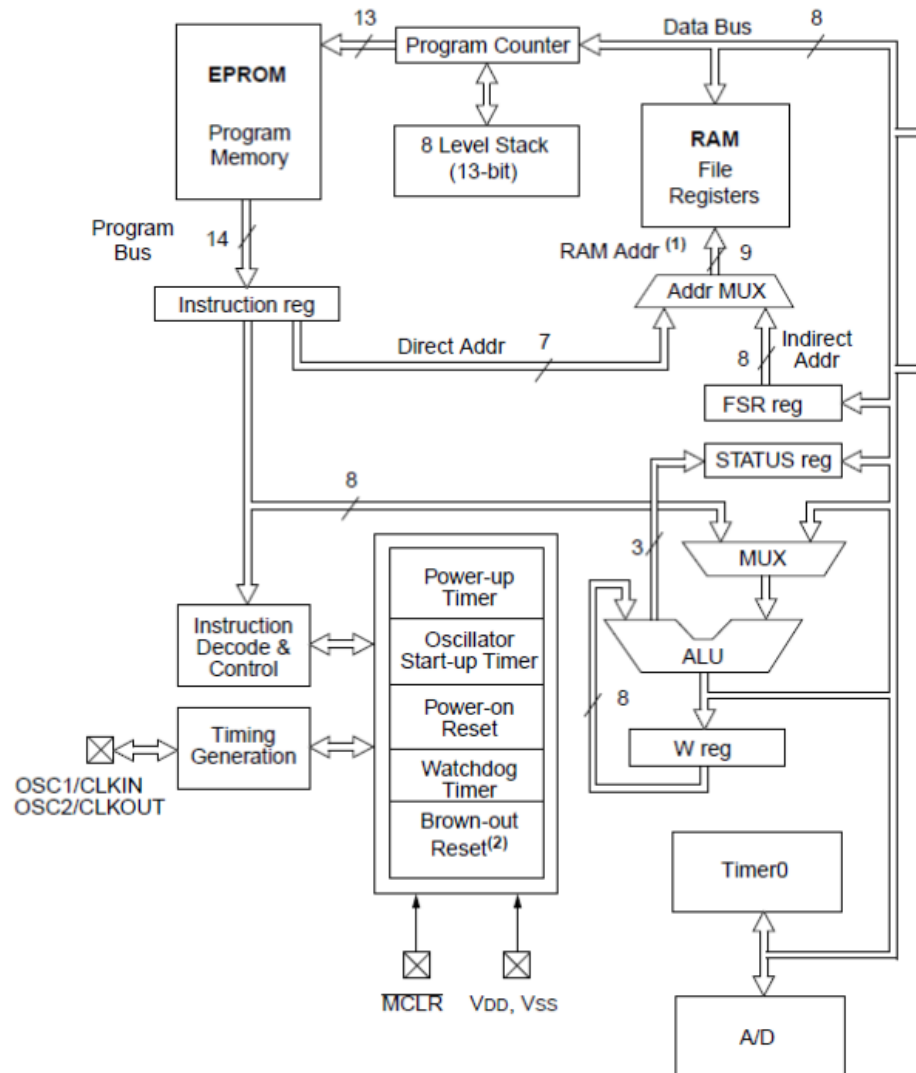 13
Data Bus
8
EPROM
Program
Memory
Program Counter
8 Level Stack
(13-bit)
RAM
File
Registers
Program
Bus
14
RAM Addr (1)
9
Addr MUX
Instruction reg
Direct Addr
7
8
Indirect
Addr
FSR reg
STATUS reg
8
3
MUX
Power-up
Timer
Instruction
Decode &
Control
Oscillator
Start-up Timer
ALU
8
Power-on
Reset
W reg
Timing
Generation
Watchdog
Timer
OSC1/CLKIN
OSC2/CLKOUT
Brown-out
Reset(2)
Timer0
MCLR
VDD, VSS
A/D